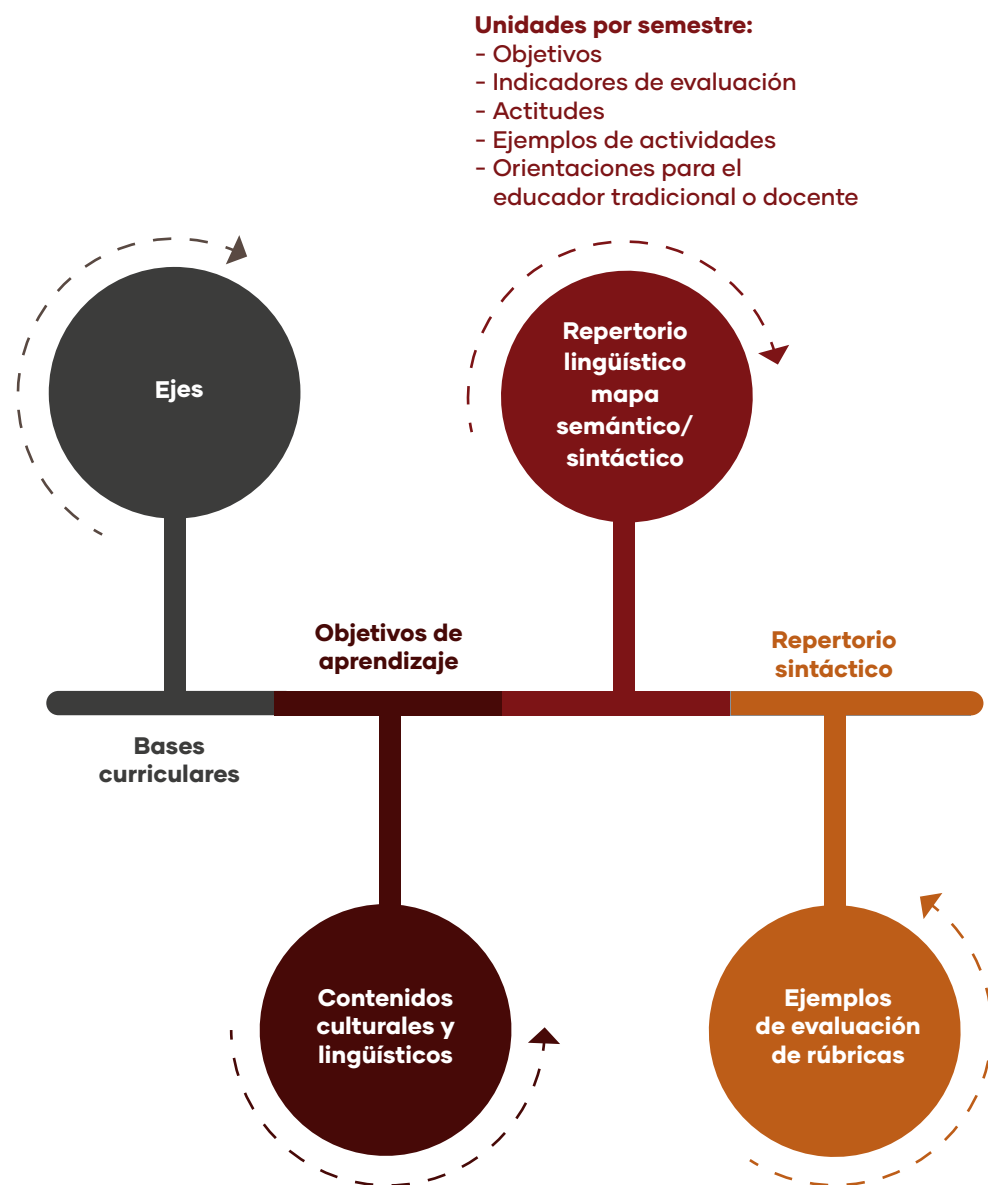 Unidades por semestre:
- Objetivos
- Indicadores de evaluación
- Actitudes
- Ejemplos de actividades
- Orientaciones para el
educador tradicional o docente
Ejes
Repertorio
lingüístico
mapa
semántico/
sintáctico
Objetivos de
aprendizaje
Repertorio
sintáctico
Bases
curriculares
Contenidos
culturales y
lingüísticos
Ejemplos
de evaluación
de rúbricas